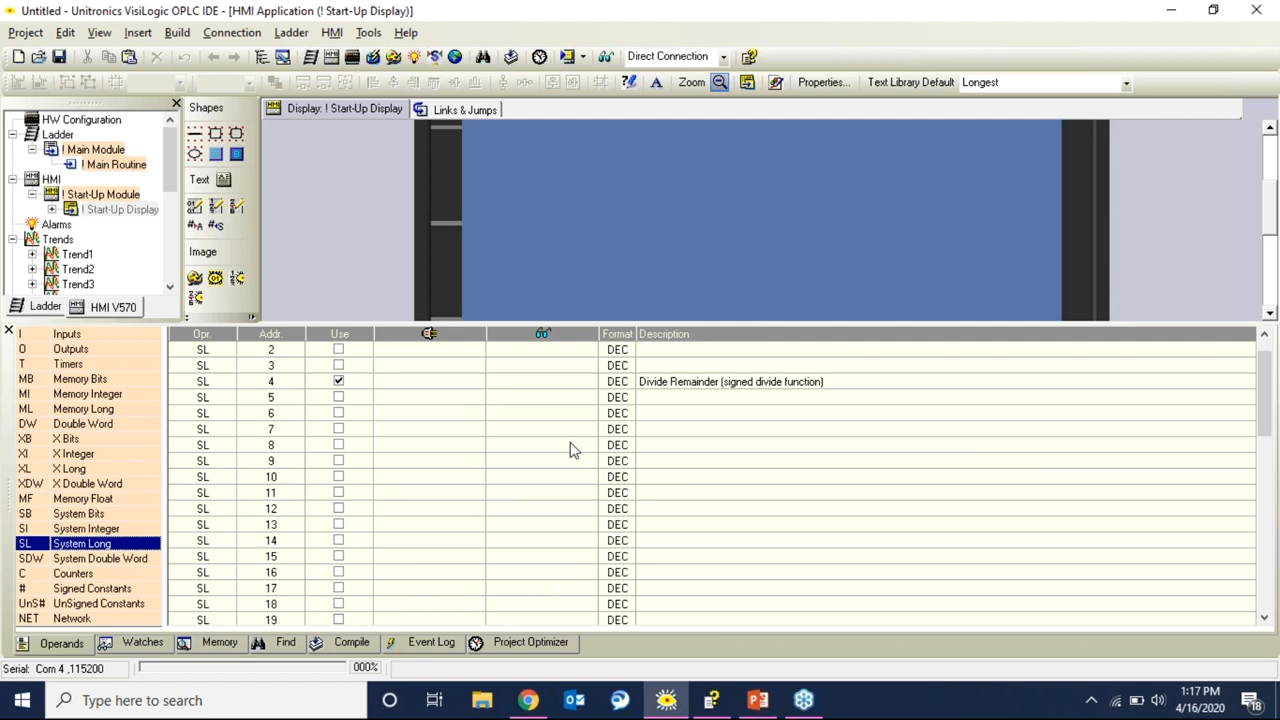 Untitled - Unitronics VisiLogic OPLC IDE - [HMI Application (! Start-Up Display)]
Project Edit View Insert Build Connection Ladder HMI Tools Help
Direct Connection
Zoom Properties... Text Library Default Longest
HW Configuration
Ladder
! Main Module
! Main Routine
HMI
! Start-Up Module
! Start-Up Display
Alarms
Trends
Trend1
Trend2
Trend3
Ladder HMI V570
Shapes
Text
Image
Display: ! Start-Up Display Links & Jumps
I Inputs
O Outputs
T Timers
MB Memory Bits
MI Memory Integer
ML Memory Long
DW Double Word
XB X Bits
XI X Integer
XL X Long
XDW X Double Word
MF Memory Float
SB System Bits
SI System Integer
SL System Long
SDW System Double Word
C Counters
# Signed Constants
UnS# UnSigned Constants
NET Network
Opr. Addr. Use Format Description
SL 2 DEC
SL 3 DEC
SL 4 DEC Divide Remainder (signed divide function)
SL 5 DEC
SL 6 DEC
SL 7 DEC
SL 8 DEC
SL 9 DEC
SL 10 DEC
SL 11 DEC
SL 12 DEC
SL 13 DEC
SL 14 DEC
SL 15 DEC
SL 16 DEC
SL 17 DEC
SL 18 DEC
SL 19 DEC
Operands Watches Memory Find Compile Event Log Project Optimizer
Serial: Com 4 ,115200 000%
Type here to search
1:17 PM
4/16/2020
18